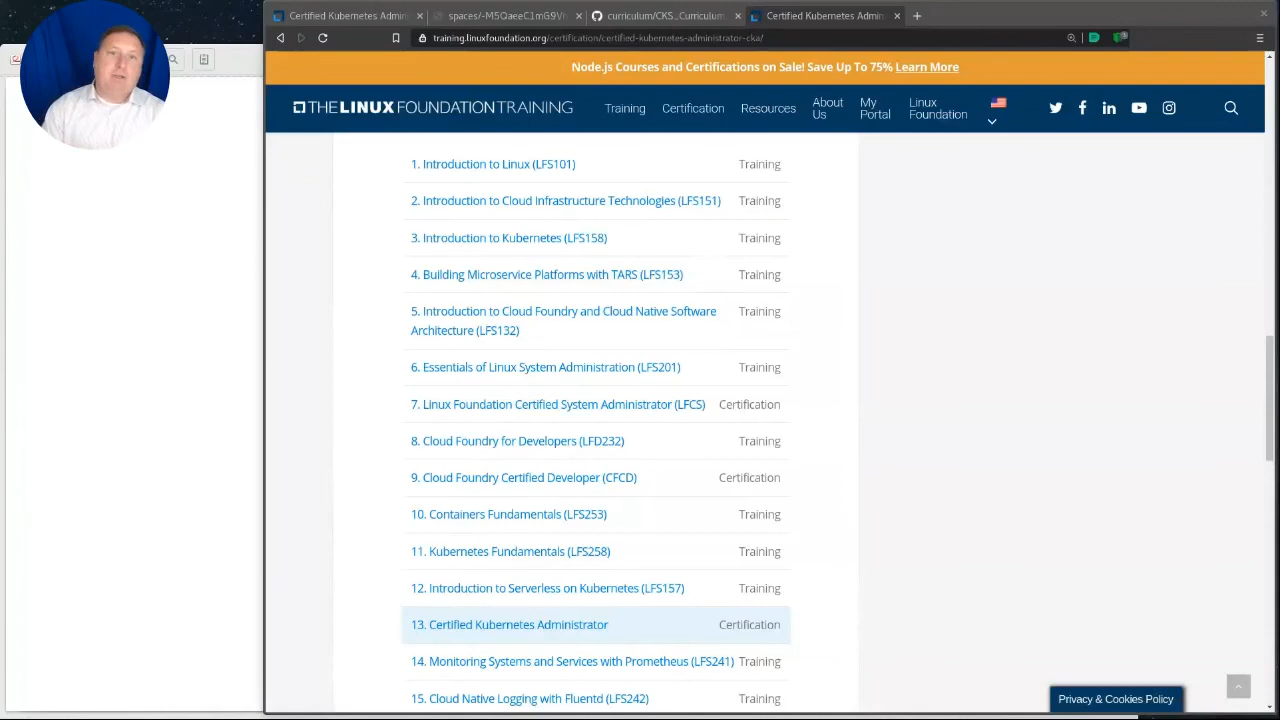 Certified Kubernetes Admin
spaces/-M5QaeeC1mG9V
curriculum/CKS_Curriculum
Certified Kubernetes Admin
training.linuxfoundation.org/certification/certified-kubernetes-administrator-cka/
Node.js Courses and Certifications on Sale! Save Up To 75% Learn More
THE LINUX FOUNDATION TRAINING
Training
Certification
Resources
About Us
My Portal
Linux Foundation
1. Introduction to Linux (LFS101) Training
2. Introduction to Cloud Infrastructure Technologies (LFS151) Training
3. Introduction to Kubernetes (LFS158) Training
4. Building Microservice Platforms with TARS (LFS153) Training
5. Introduction to Cloud Foundry and Cloud Native Software Training
Architecture (LFS132)
6. Essentials of Linux System Administration (LFS201) Training
7. Linux Foundation Certified System Administrator (LFCS) Certification
8. Cloud Foundry for Developers (LFD232) Training
9. Cloud Foundry Certified Developer (CFCD) Certification
10. Containers Fundamentals (LFS253) Training
11. Kubernetes Fundamentals (LFS258) Training
12. Introduction to Serverless on Kubernetes (LFS157) Training
13. Certified Kubernetes Administrator Certification
14. Monitoring Systems and Services with Prometheus (LFS241) Training
15. Cloud Native Logging with Fluentd (LFS242) Training
Privacy & Cookies Policy